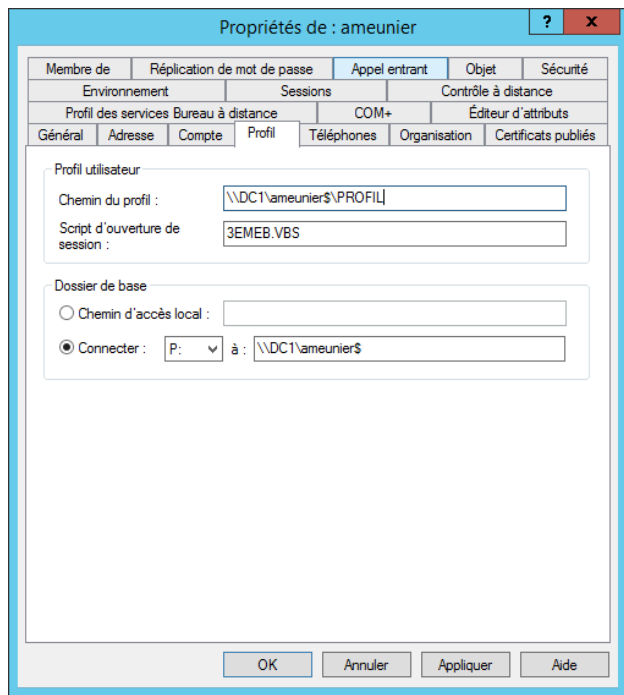 Propriétés de : ameunier
? x
Membre de Réplication de mot de passe Appel entrant Objet Sécurité
Environnement Sessions Contrôle à distance
Profil des services Bureau à distance COM+ Éditeur d'attributs
Général Adresse Compte Profil Téléphones Organisation Certificats publiés
Profil utilisateur
Chemin du profil : \\DC1\ameunier$\PROFIL
Script d'ouverture de
session : 3EMEB.VBS
Dossier de base
Chemin d'accès local :
Connecter : P: à : \\DC1\ameunier$
OK Annuler Appliquer Aide